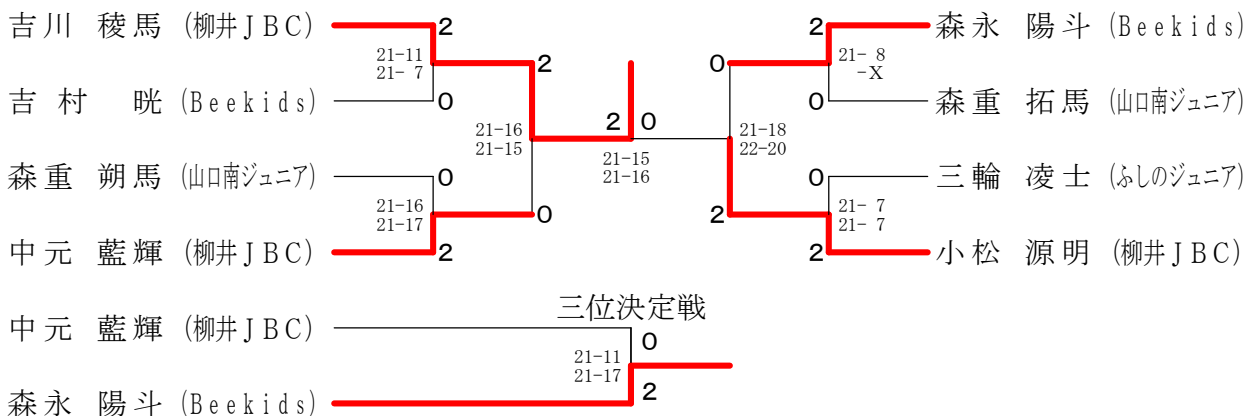 吉川 稜馬 (柳井JBC) 2 2 森永 陽斗 (Beekids)
21-11 2 0 21- 8
21- 7 -X
吉村 晄 (Beekids) 0 0 森重 拓馬 (山口南ジュニア)
21-16 2 0 21-18
21-15 21-15 22-20
21-16
森重 朔馬 (山口南ジュニア) 0 0 三輪 凌士 (ふしのジュニア)
21-16 0 2 21- 7
21-17 21- 7
中元 藍輝 (柳井JBC) 2 2 小松 源明 (柳井JBC)
三位決定戦
中元 藍輝 (柳井JBC) 0
21-11
21-17
森永 陽斗 (Beekids) 2